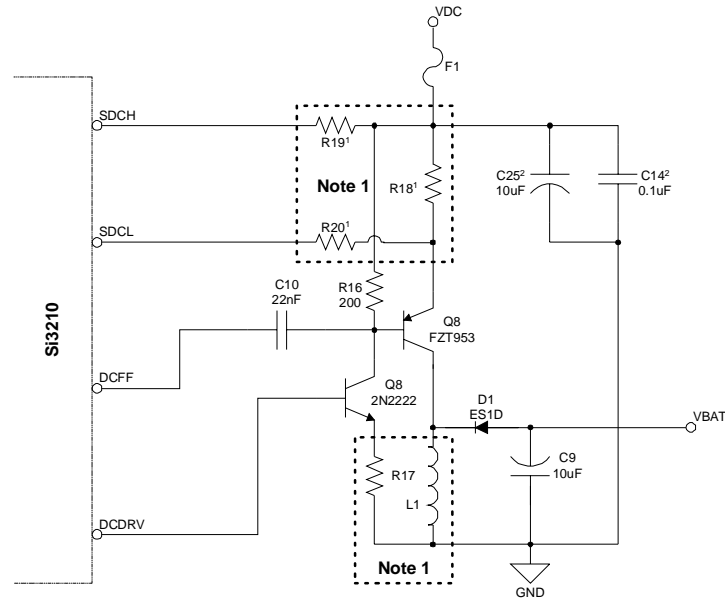 VDC
F1
SDCH
R19¹
Note 1
R18¹
C25²
10uF
C14²
0.1uF
SDCL
R20¹
C10
22nF
R16
200
Si3210
Q8
FZT953
DCFF
Q8
2N2222
D1
ES1D
VBAT
R17
L1
C9
10uF
DCDRV
Note 1
GND